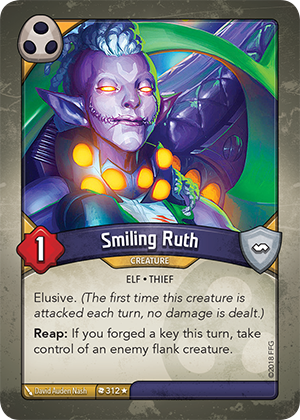 1
Smiling Ruth
CREATURE
ELF • THIEF
Elusive. (The first time this creature is
attacked each turn, no damage is dealt.)
Reap: If you forged a key this turn, take
control of an enemy flank creature.
David Auden Nash
312★
©2018 FFG